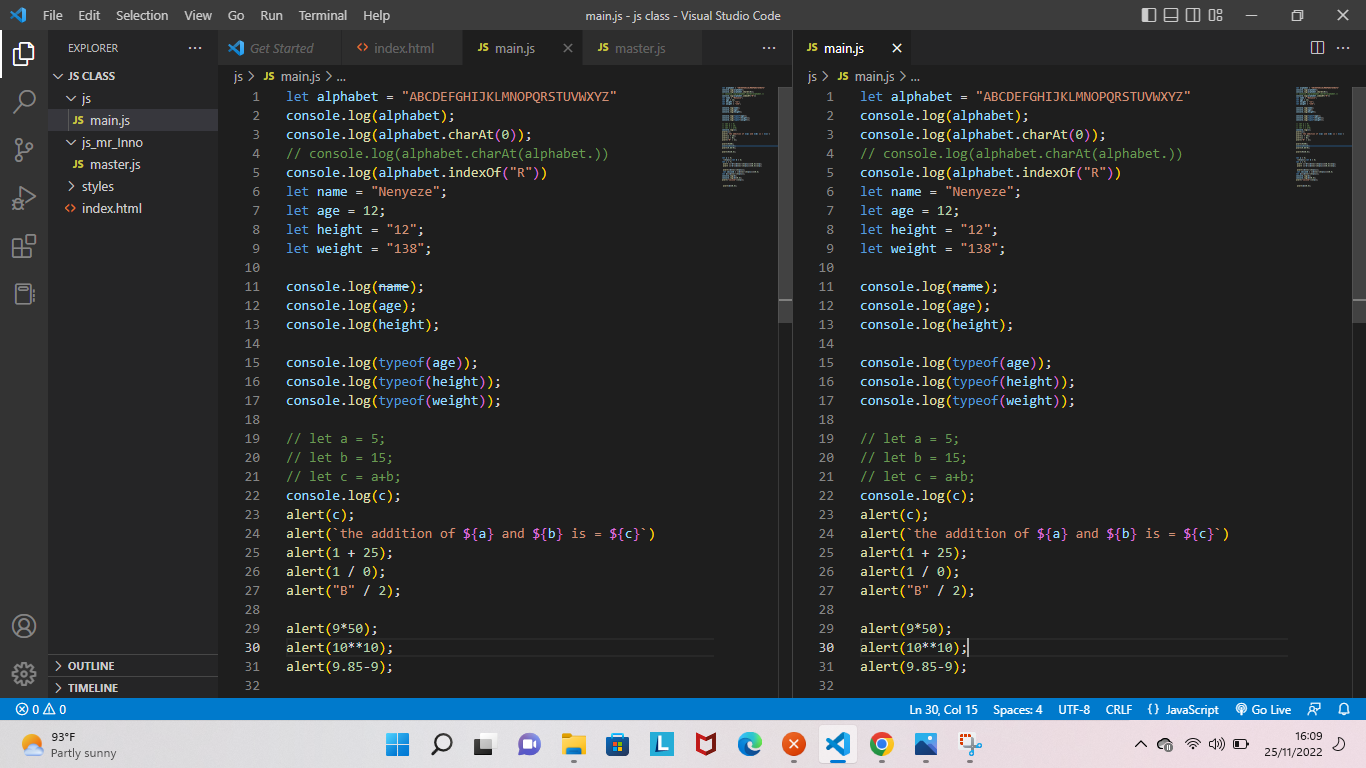 File Edit Selection View Go Run Terminal Help main.js - js class - Visual Studio Code
EXPLORER
JS CLASS
js
JS main.js
js_mr_Inno
JS master.js
styles
index.html
OUTLINE
TIMELINE
Get Started index.html JS main.js JS master.js
js > JS main.js > ...
1 let alphabet = "ABCDEFGHIJKLMNOPQRSTUVWXYZ"
2 console.log(alphabet);
3 console.log(alphabet.charAt(0));
4 // console.log(alphabet.charAt(alphabet.))
5 console.log(alphabet.indexOf("R"))
6 let name = "Nenyeze";
7 let age = 12;
8 let height = "12";
9 let weight = "138";
10
11 console.log(name);
12 console.log(age);
13 console.log(height);
14
15 console.log(typeof(age));
16 console.log(typeof(height));
17 console.log(typeof(weight));
18
19 // let a = 5;
20 // let b = 15;
21 // let c = a+b;
22 console.log(c);
23 alert(c);
24 alert(`the addition of ${a} and ${b} is = ${c}`)
25 alert(1 + 25);
26 alert(1 / 0);
27 alert("B" / 2);
28
29 alert(9*50);
30 alert(10**10);
31 alert(9.85-9);
32
JS main.js
js > JS main.js > ...
1 let alphabet = "ABCDEFGHIJKLMNOPQRSTUVWXYZ"
2 console.log(alphabet);
3 console.log(alphabet.charAt(0));
4 // console.log(alphabet.charAt(alphabet.))
5 console.log(alphabet.indexOf("R"))
6 let name = "Nenyeze";
7 let age = 12;
8 let height = "12";
9 let weight = "138";
10
11 console.log(name);
12 console.log(age);
13 console.log(height);
14
15 console.log(typeof(age));
16 console.log(typeof(height));
17 console.log(typeof(weight));
18
19 // let a = 5;
20 // let b = 15;
21 // let c = a+b;
22 console.log(c);
23 alert(c);
24 alert(`the addition of ${a} and ${b} is = ${c}`)
25 alert(1 + 25);
26 alert(1 / 0);
27 alert("B" / 2);
28
29 alert(9*50);
30 alert(10**10);
31 alert(9.85-9);
32
0 0 Ln 30, Col 15 Spaces: 4 UTF-8 CRLF {} JavaScript Go Live
93°F
Partly sunny
L
16:09
25/11/2022